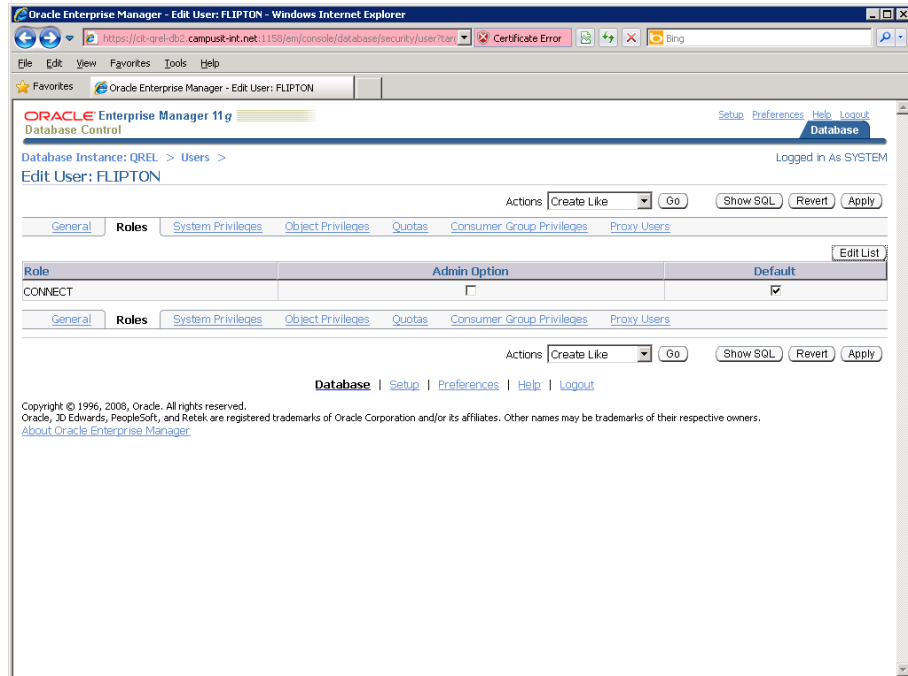 Oracle Enterprise Manager - Edit User: FLIPTON - Windows Internet Explorer
https://cit-qrel-db2.campusit-int.net:1158/em/console/database/security/user?tar Certificate Error Bing
File Edit View Favorites Tools Help
Favorites Oracle Enterprise Manager - Edit User: FLIPTON
ORACLE Enterprise Manager 11g Setup Preferences Help Logout
Database Control Database
Database Instance: QREL > Users > Logged in As SYSTEM
Edit User: FLIPTON
Actions Create Like Go Show SQL Revert Apply
General Roles System Privileges Object Privileges Quotas Consumer Group Privileges Proxy Users
Edit List
Role Admin Option Default
CONNECT
General Roles System Privileges Object Privileges Quotas Consumer Group Privileges Proxy Users
Actions Create Like Go Show SQL Revert Apply
Database | Setup | Preferences | Help | Logout
Copyright © 1996, 2008, Oracle. All rights reserved.
Oracle, JD Edwards, PeopleSoft, and Retek are registered trademarks of Oracle Corporation and/or its affiliates. Other names may be trademarks of their respective owners.
About Oracle Enterprise Manager